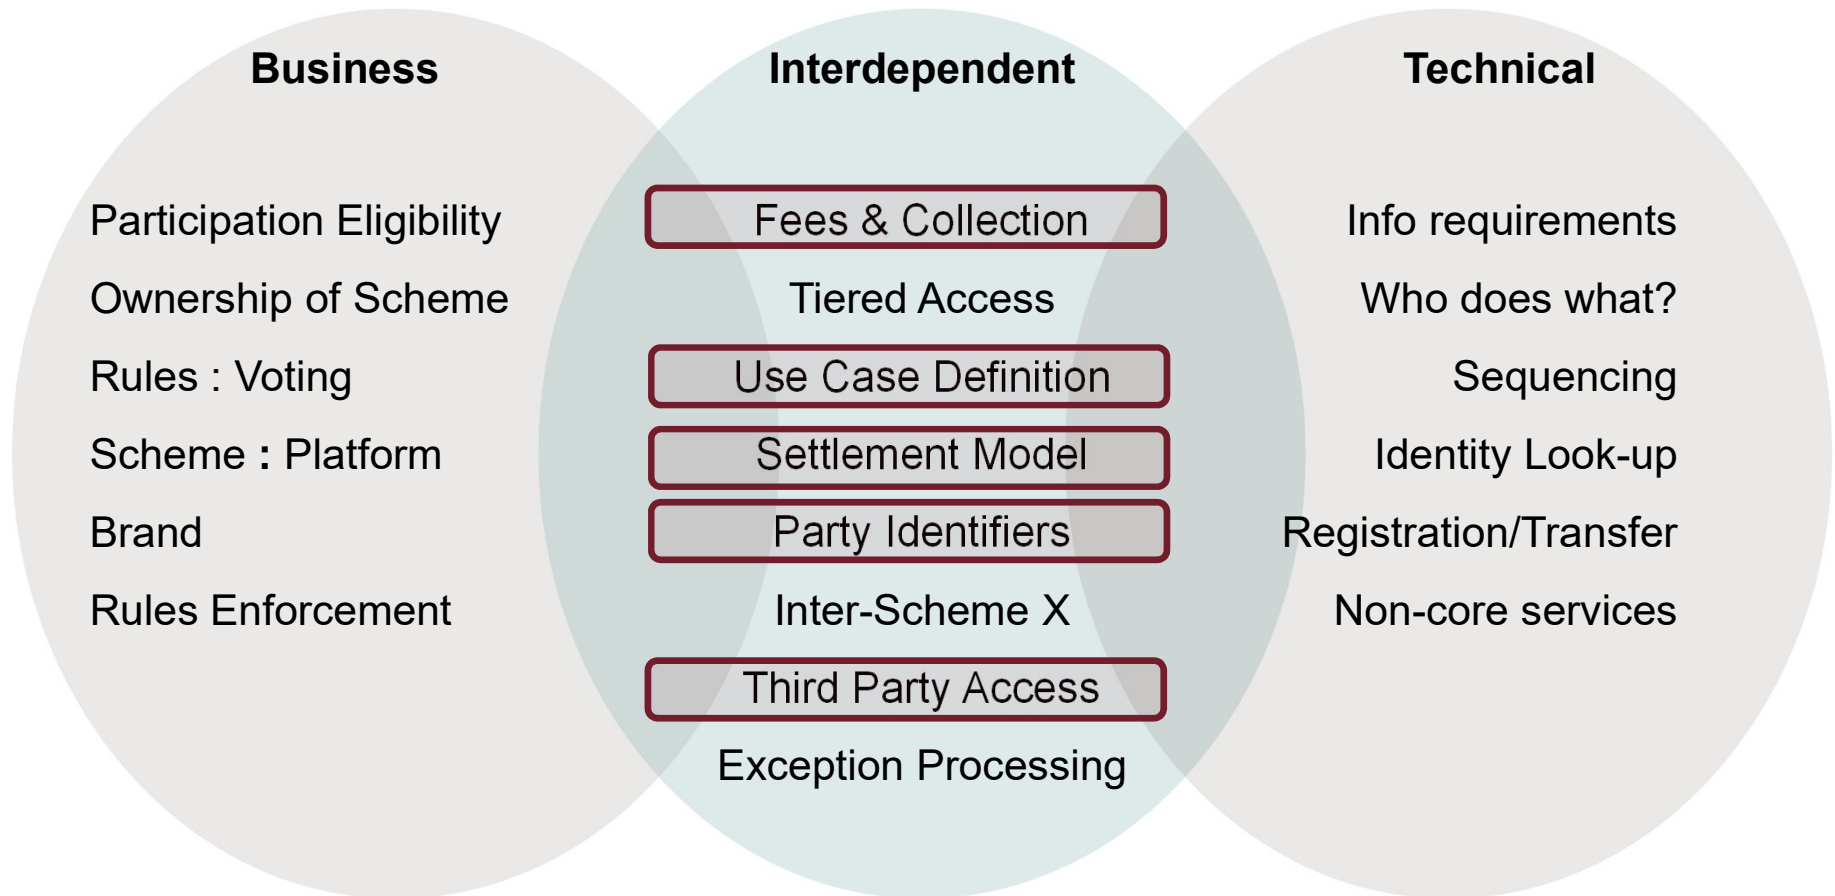 Business
Participation Eligibility
Ownership of Scheme
Rules : Voting
Scheme : Platform
Brand
Rules Enforcement
Interdependent
Fees & Collection
Tiered Access
Use Case Definition
Settlement Model
Party Identifiers
Inter-Scheme X
Third Party Access
Exception Processing
Technical
Info requirements
Who does what?
Sequencing
Identity Look-up
Registration/Transfer
Non-core services